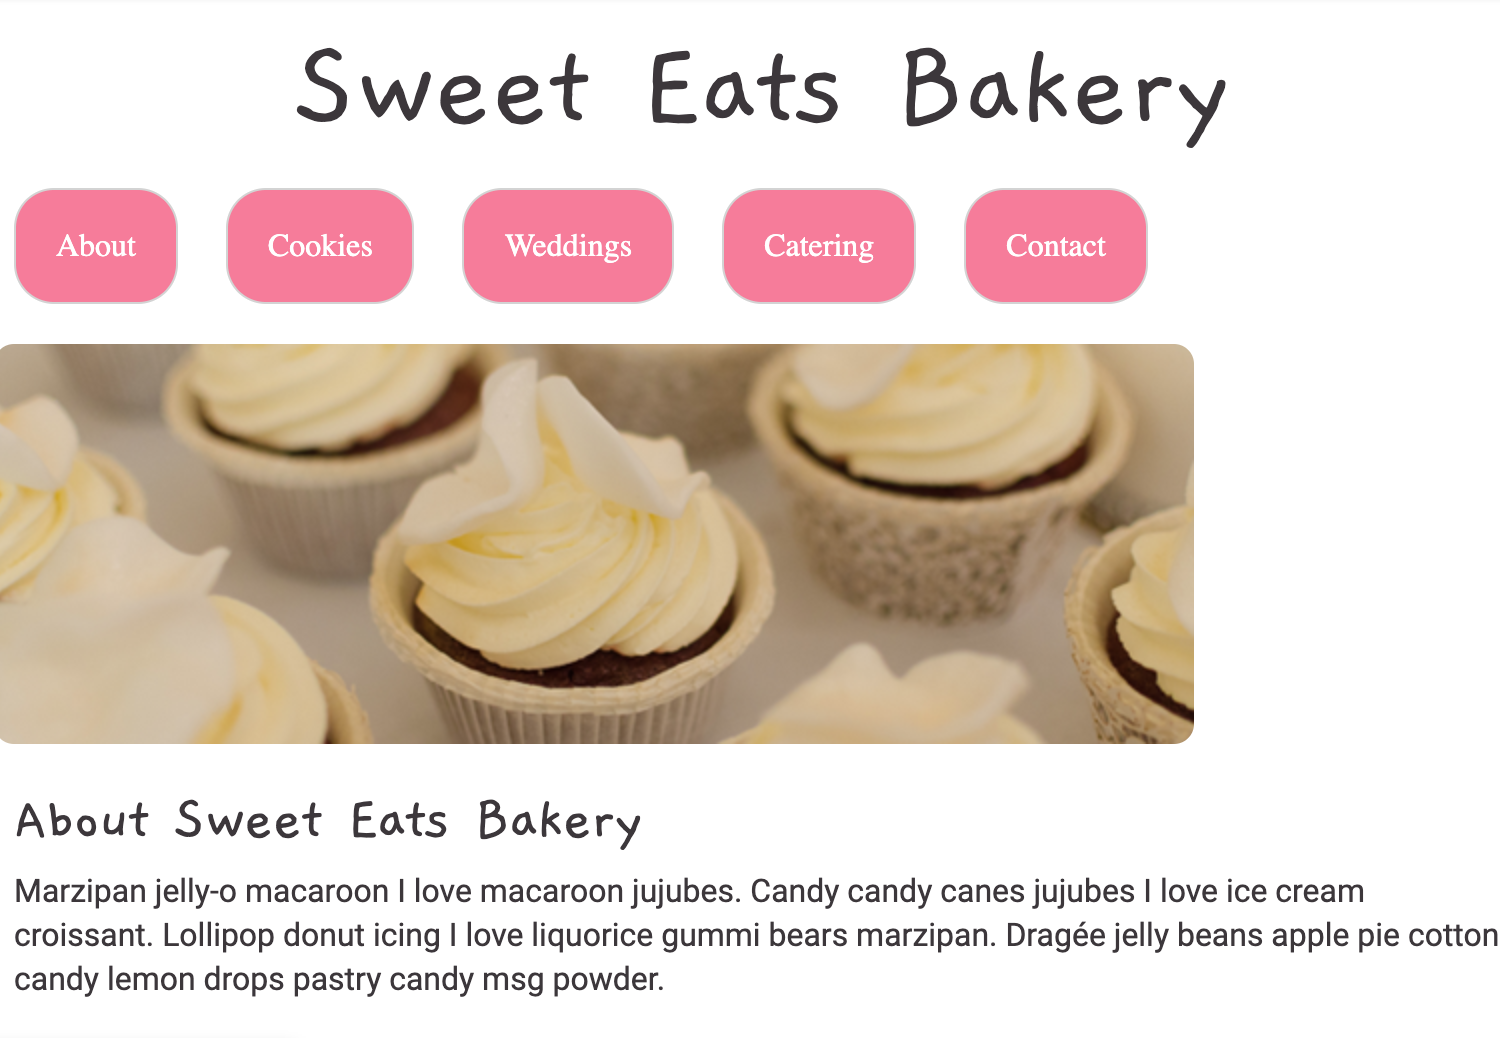 Sweet Eats Bakery
About Cookies Weddings Catering Contact
About Sweet Eats Bakery
Marzipan jelly-o macaroon I love macaroon jujubes. Candy candy canes jujubes I love ice cream
croissant. Lollipop donut icing I love liquorice gummi bears marzipan. Dragée jelly beans apple pie cotton
candy lemon drops pastry candy msg powder.